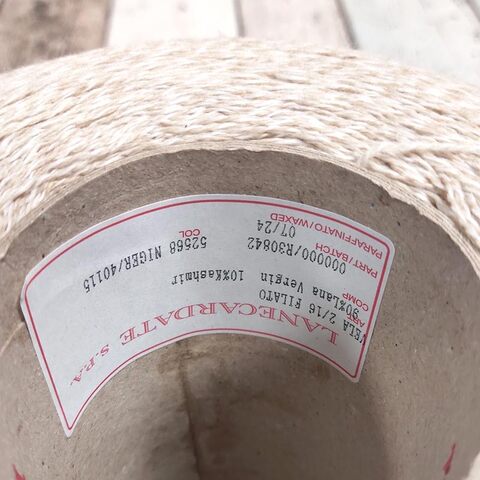 LANECARDATE S.P.A.
ART.
VELA 2/16 FILATO
COMP
90%Lana Vergin 10%Kashmir
PART/BATCH
000000/R30842
COL
52568 NIGER/40115
PARAFFINATO/WAXED
07/24